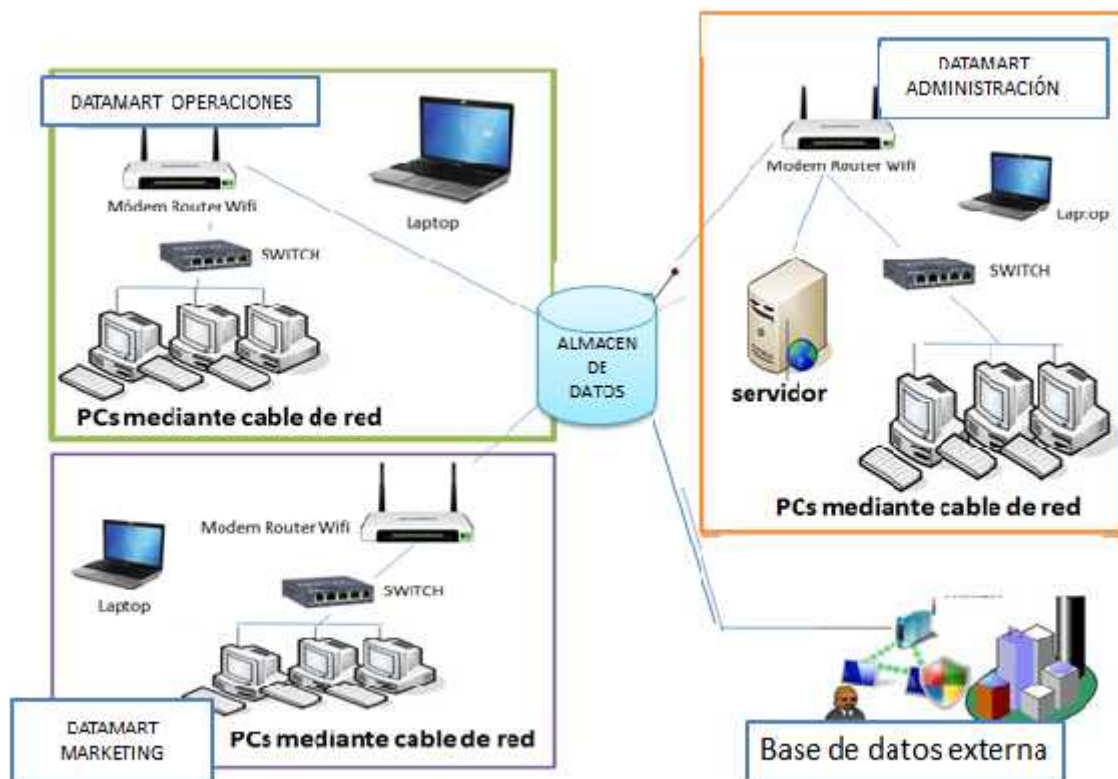 DATAMART OPERACIONES
Módem Router Wifi
Laptop
SWITCH
PCs mediante cable de red
DATAMART
ADMINISTRACIÓN
Modem Router Wifi
Laptop
SWITCH
servidor
PCs mediante cable de red
ALMACEN
DE
DATOS
Modem Router Wifi
Laptop
SWITCH
PCs mediante cable de red
DATAMART
MARKETING
Base de datos externa